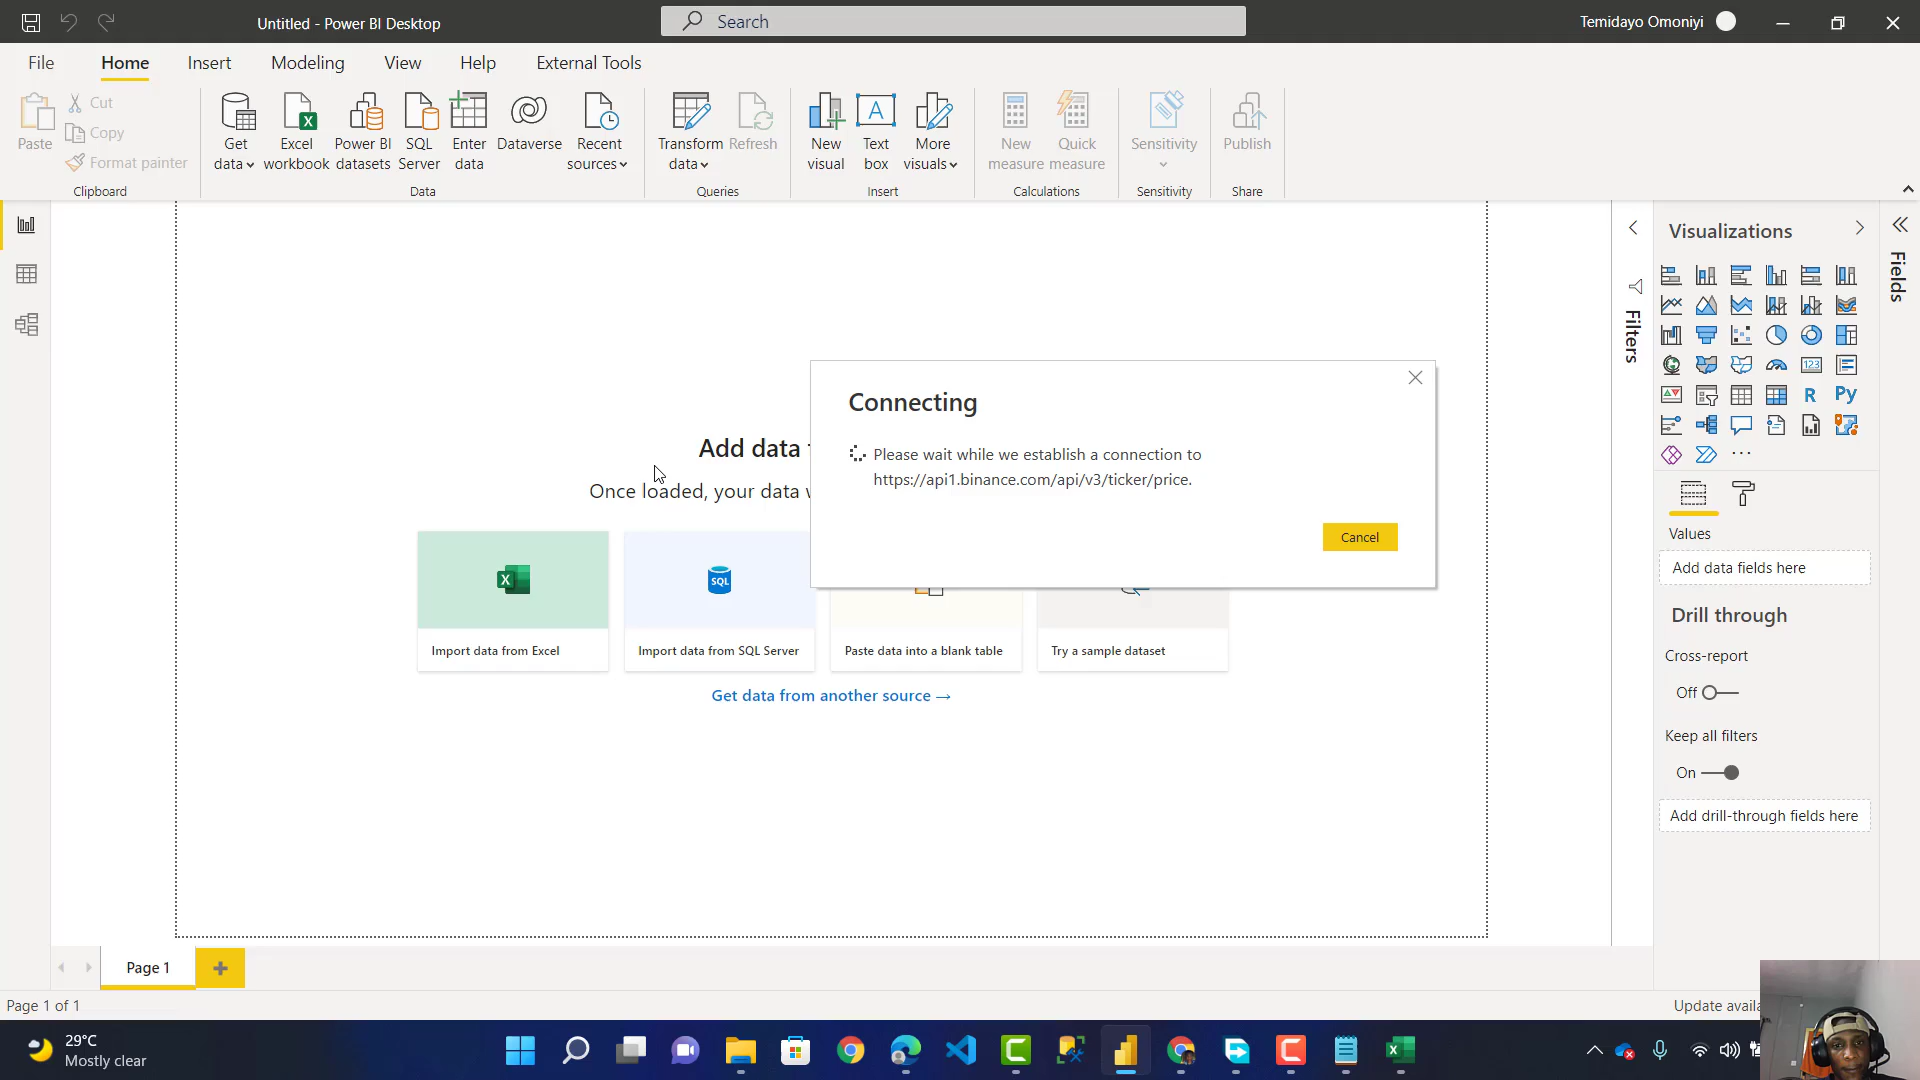 Untitled - Power BI Desktop
Search
Temidayo Omoniyi
File
Home
Insert
Modeling
View
Help
External Tools
Paste
Cut
Copy
Format painter
Clipboard
Get data
Excel workbook
Power BI datasets
SQL Server
Enter data
Dataverse
Recent sources
Data
Transform data
Refresh
Queries
New visual
Text box
More visuals
Insert
New measure
Quick measure
Calculations
Sensitivity
Sensitivity
Publish
Share
Visualizations
Fields
Filters
R
Py
123
Values
Add data fields here
Drill through
Cross-report
Off
Keep all filters
On
Add drill-through fields here
Connecting
Please wait while we establish a connection to
https://api1.binance.com/api/v3/ticker/price.
Cancel
Add data
Once loaded, your data
SQL
Import data from Excel
Import data from SQL Server
Paste data into a blank table
Try a sample dataset
Get data from another source →
Page 1
Page 1 of 1
Update
29°C
Mostly clear